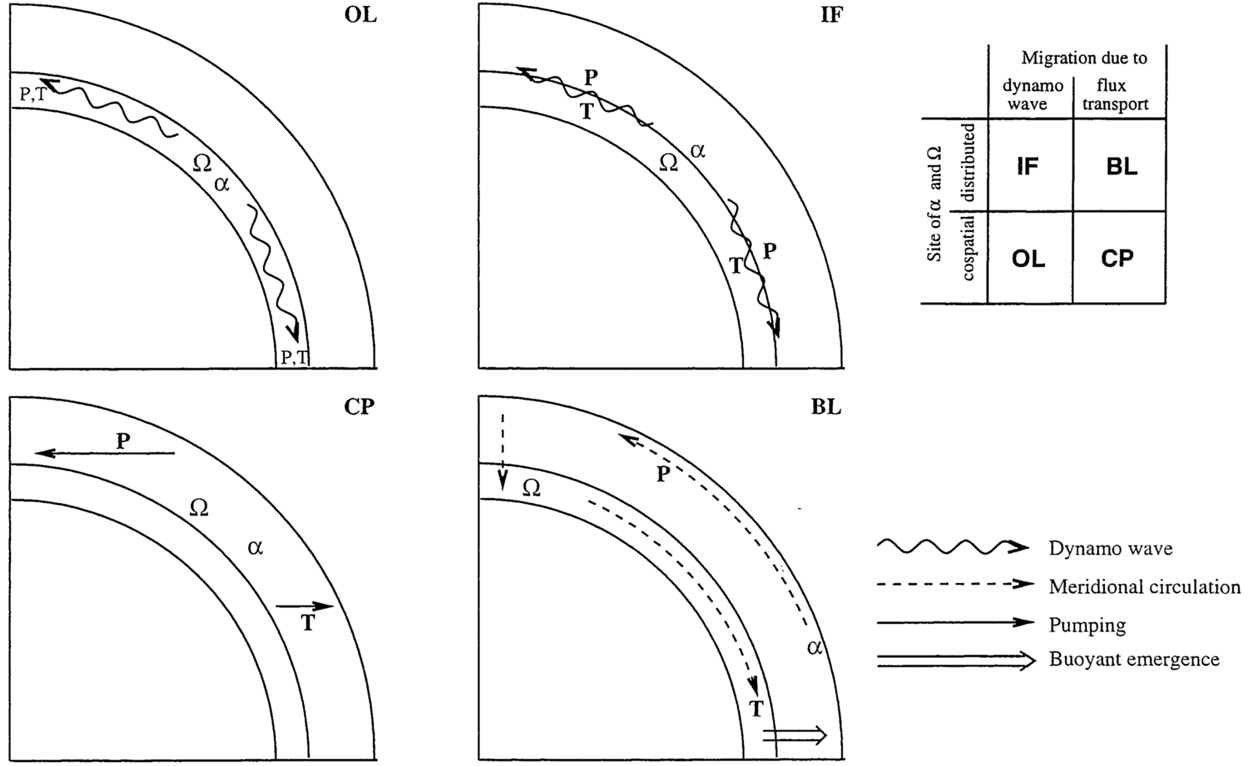 OL
P,T
Ω
α
P,T
IF
P
T
α
Ω
P
T
Migration due to
dynamo wave
flux transport
Site of α and Ω
distributed
cospatial
IF
BL
OL
CP
CP
P
Ω
α
T
BL
P
Ω
α
T
Dynamo wave
Meridional circulation
Pumping
Buoyant emergence